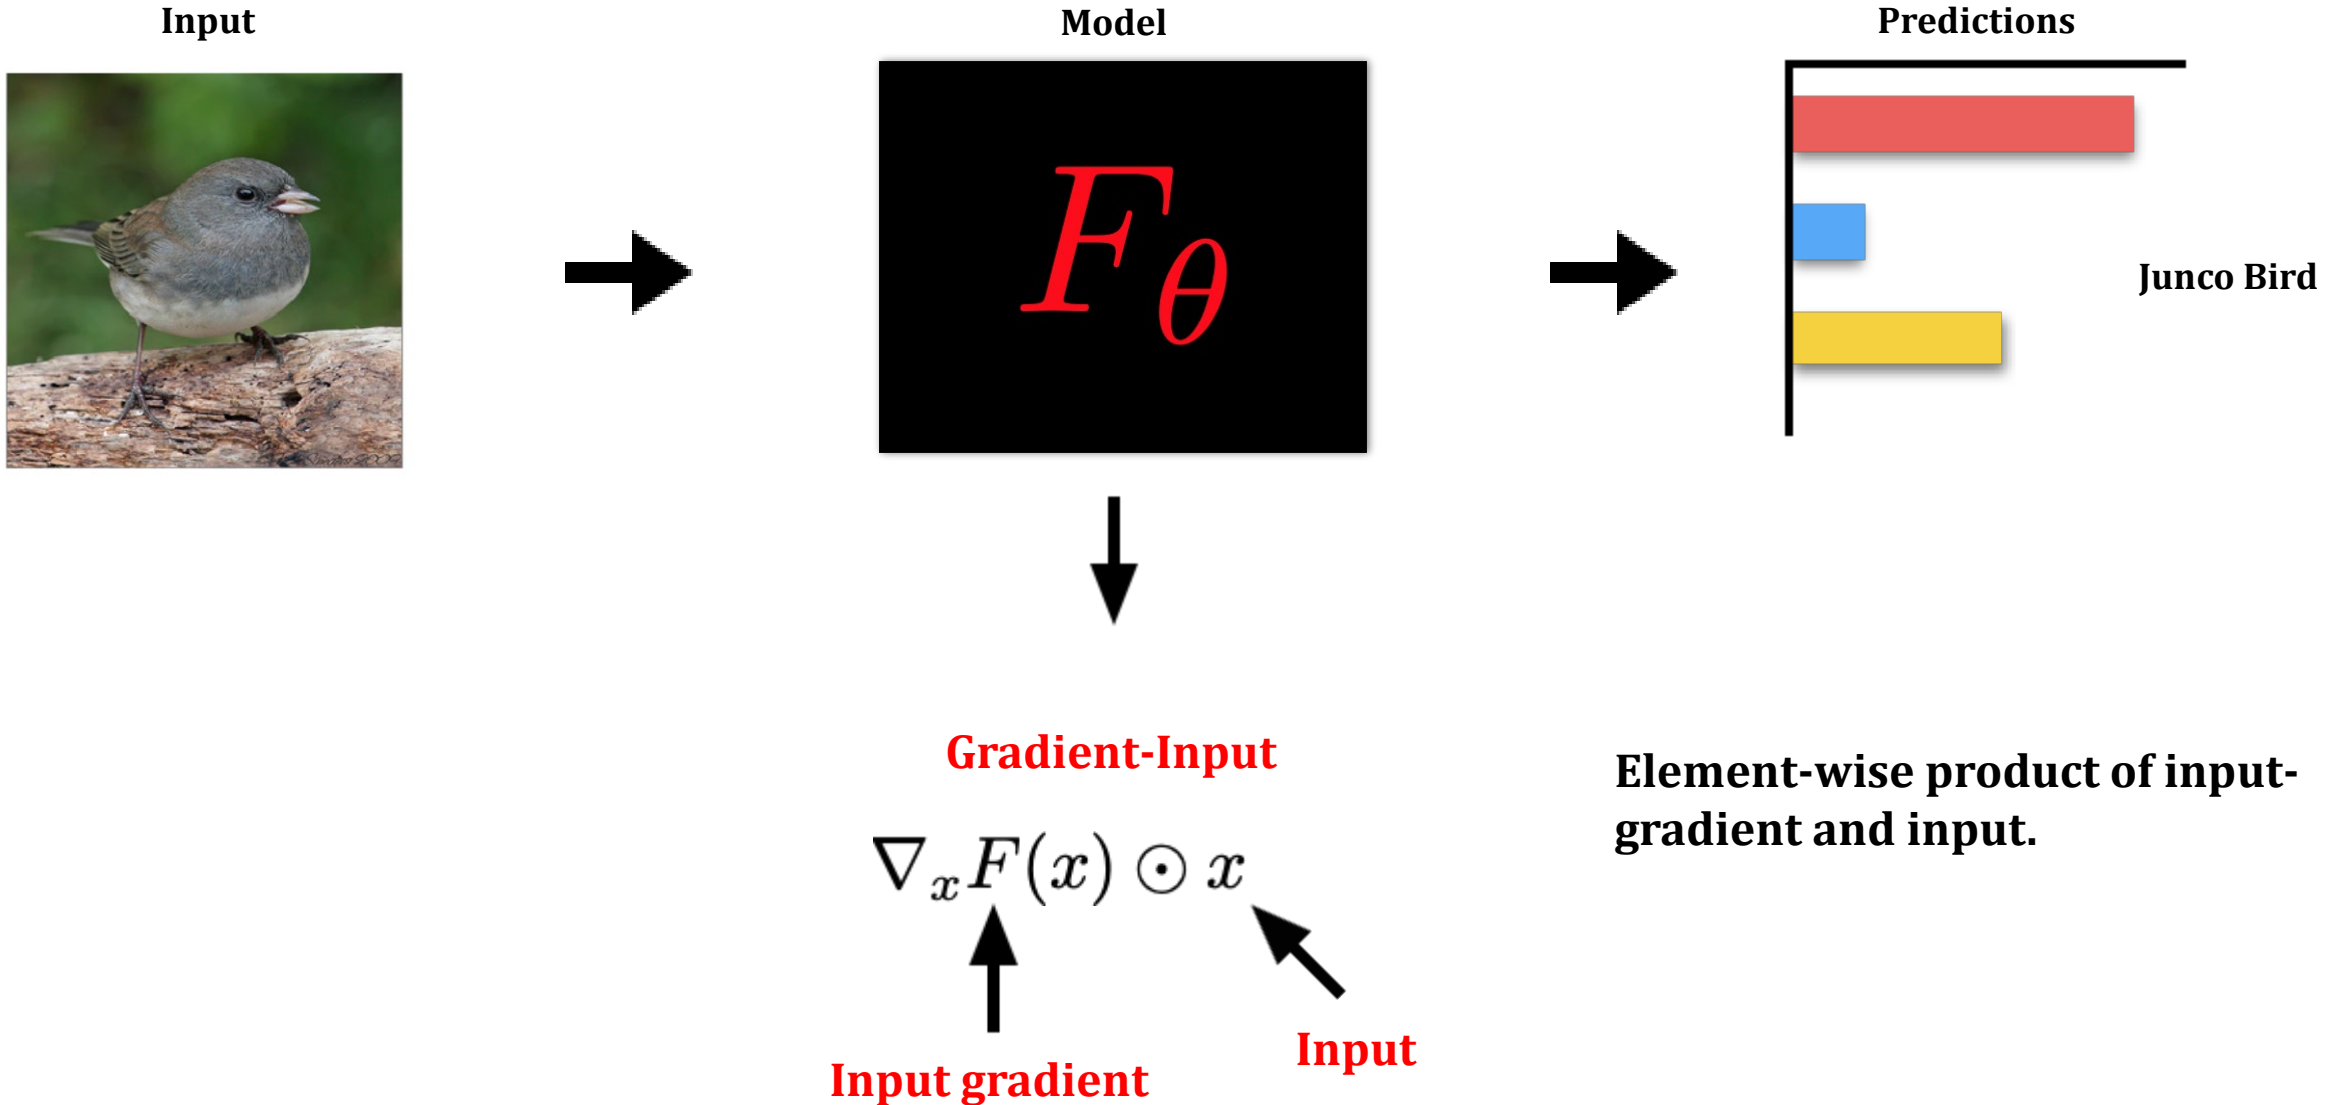 Input
Model
Predictions
F_θ
Junco Bird
Gradient-Input
Element-wise product of input-
gradient and input.
∇ₓF(x) ⊙ x
Input
Input gradient